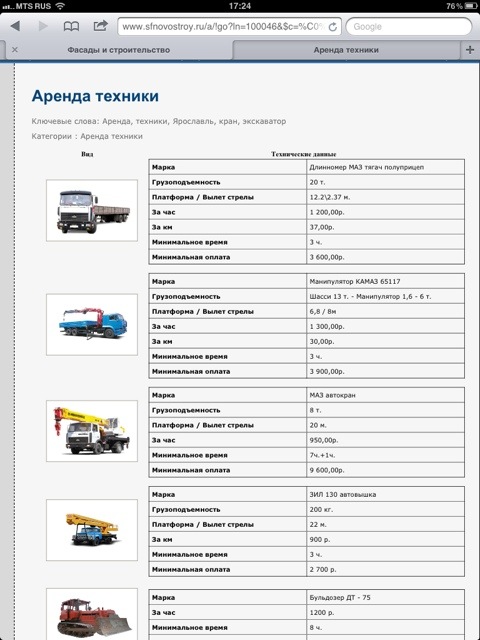 MTS RUS 17:24 76 %
www.sfnovostroy.ru/a/!go?ln=100046&$c=%C0% Google
Фасады и строительство Аренда техники
Аренда техники
Ключевые слова: Аренда, техники, Ярославль, кран, экскаватор
Категории : Аренда техники
Вид Технические данные
Марка Длинномер МАЗ тягач полуприцеп
Грузоподъемность 20 т.
Платформа / Вылет стрелы 12.2\2.37 м.
За час 1 200,00р.
За км 37,00р.
Минимальное время 3 ч.
Минимальная оплата 3 600,00р.
Марка Манипулятор КАМАЗ 65117
Грузоподъемность Шасси 13 т. - Манипулятор 1,6 - 6 т.
Платформа / Вылет стрелы 6,8 / 8м
За час 1 300,00р.
За км 30,00р.
Минимальное время 3 ч.
Минимальная оплата 3 900,00р.
Марка МАЗ автокран
Грузоподъемность 8 т.
Платформа / Вылет стрелы 20 м.
За час 950,00р.
Минимальное время 7ч.+1ч.
Минимальная оплата 9 600,00р.
Марка ЗИЛ 130 автовышка
Грузоподъемность 200 кг.
Платформа / Вылет стрелы 22 м.
За км 900 р.
Минимальное время 3 ч.
Минимальная оплата 2 700 р.
Марка Бульдозер ДТ - 75
За час 1200 р.
Минимальное время 8 ч.